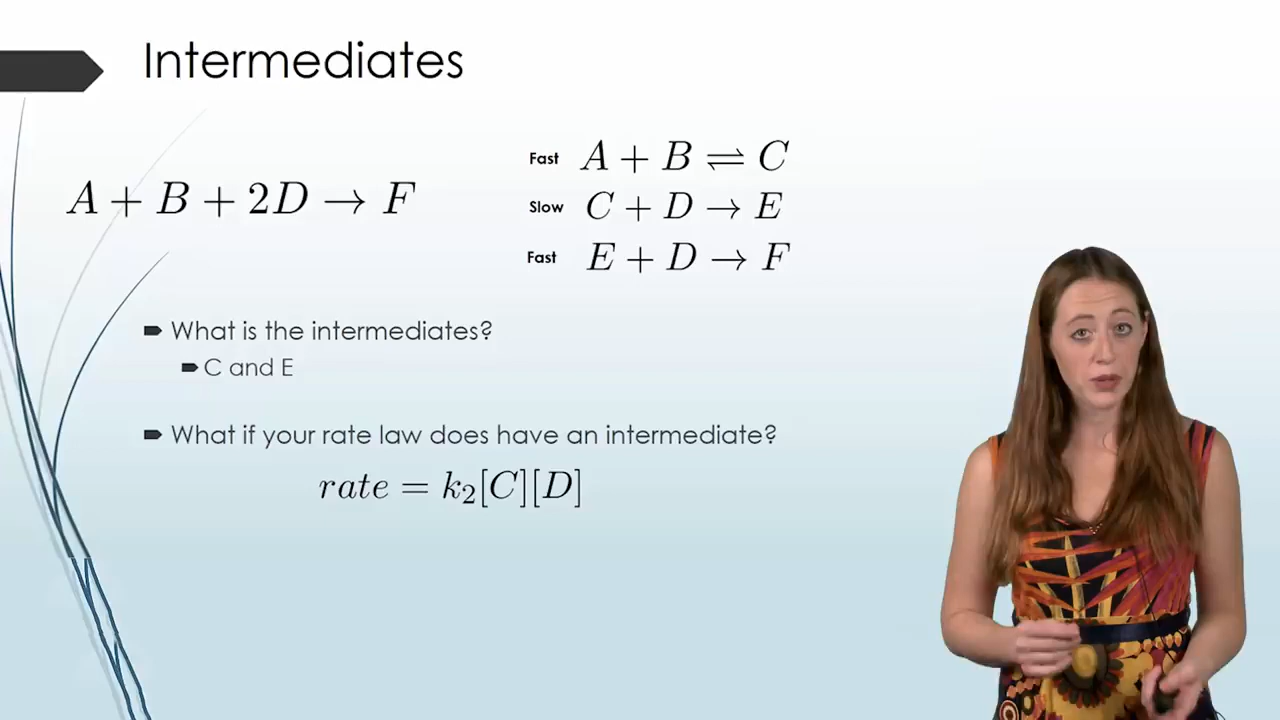 Intermediates
A + B + 2D → F
Fast A + B ⇌ C
Slow C + D → E
Fast E + D → F
What is the intermediates?
C and E
What if your rate law does have an intermediate?
rate = k₂[C][D]